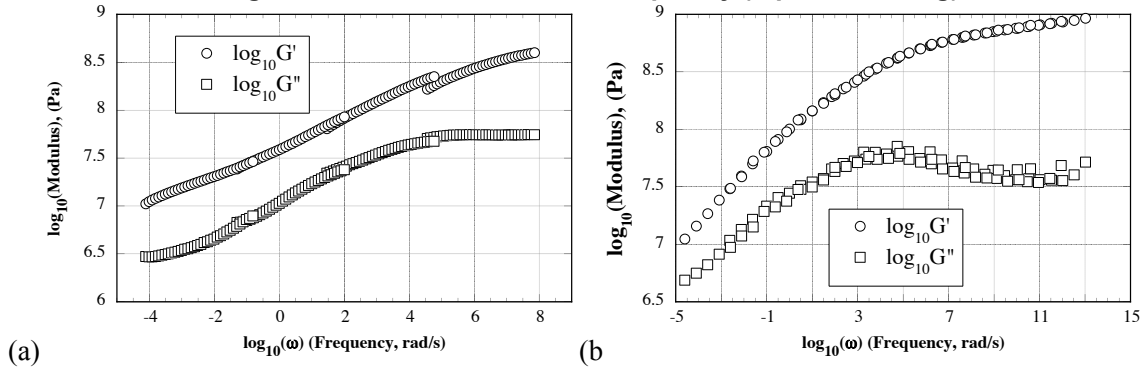 9
8.5
8
7.5
7
6.5
6
log₁₀(Modulus), (Pa)
log₁₀G'
log₁₀G"
-4 -2 0 2 4 6 8
log₁₀(ω) (Frequency, rad/s)
(a)
9
8.5
8
7.5
7
6.5
log₁₀(Modulus), (Pa)
log₁₀G'
log₁₀G"
-5 -1 3 7 11 15
log₁₀(ω) (Frequency, rad/s)
(b